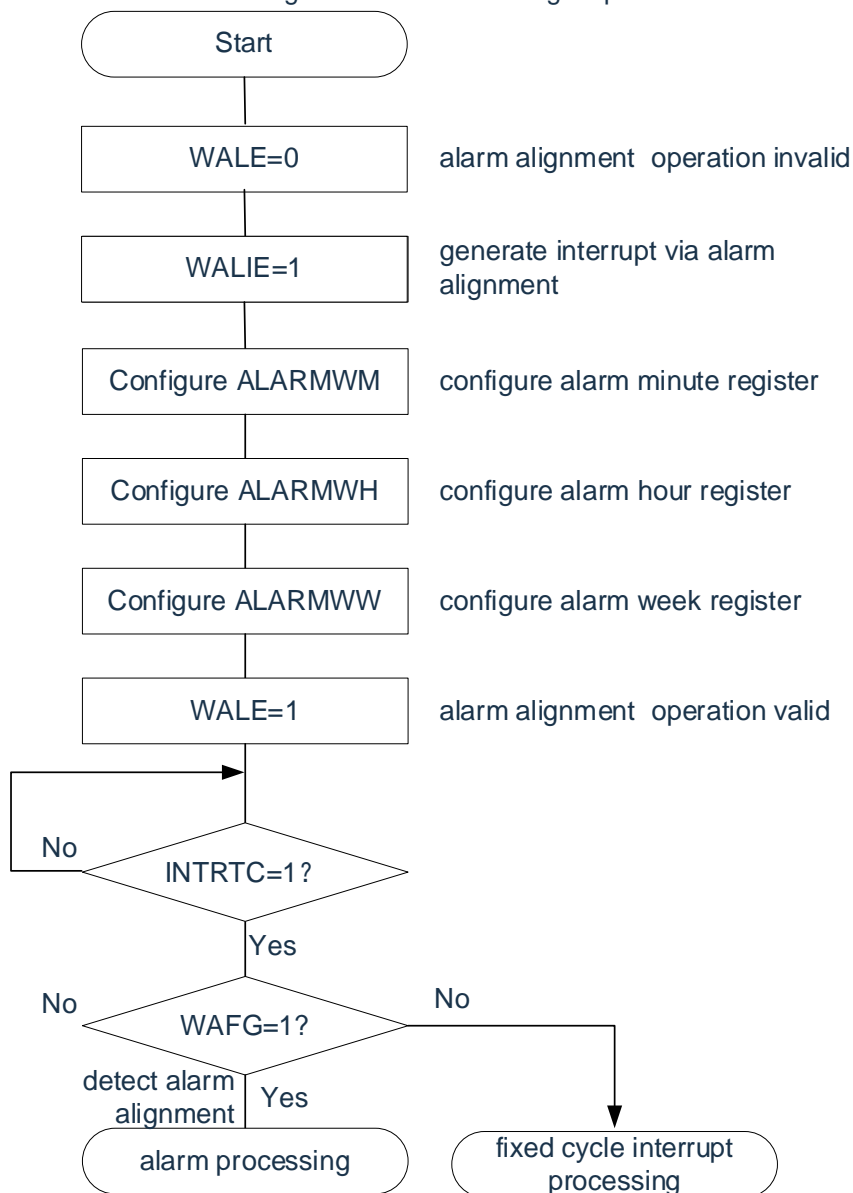 Start
WALE=0
alarm alignment operation invalid
WALIE=1
generate interrupt via alarm
alignment
Configure ALARMWM
configure alarm minute register
Configure ALARMWH
configure alarm hour register
Configure ALARMWW
configure alarm week register
WALE=1
alarm alignment operation valid
No
INTRTC=1?
Yes
No
WAFG=1?
No
detect alarm
alignment
Yes
alarm processing
fixed cycle interrupt
processing